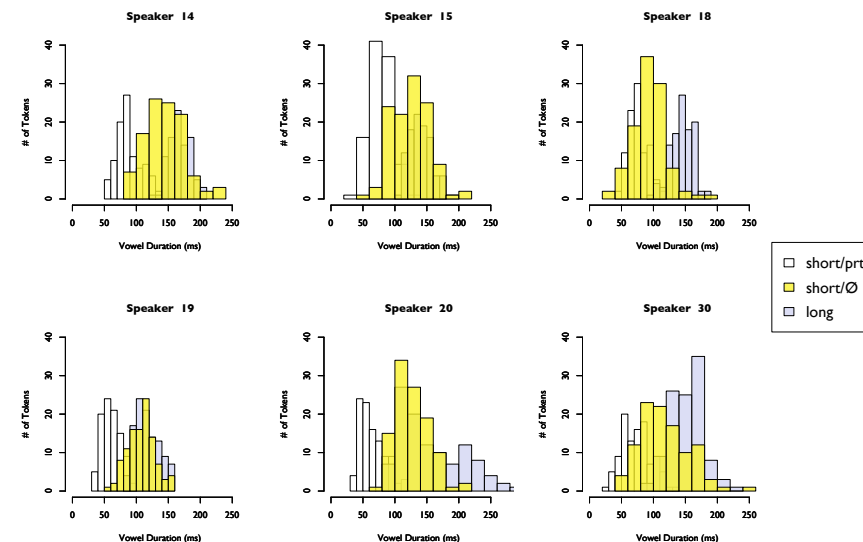 Speaker 14
Speaker 15
Speaker 18
# of Tokens
0 10 20 30 40
# of Tokens
0 10 20 30 40
# of Tokens
0 10 20 30 40
0 50 100 150 200 250
0 50 100 150 200 250
0 50 100 150 200 250
Vowel Duration (ms)
Vowel Duration (ms)
Vowel Duration (ms)
short/prt
short/Ø
long
Speaker 19
Speaker 20
Speaker 30
# of Tokens
0 10 20 30 40
# of Tokens
0 10 20 30 40
# of Tokens
0 10 20 30 40
0 50 100 150 200 250
0 50 100 150 200 250
0 50 100 150 200 250
Vowel Duration (ms)
Vowel Duration (ms)
Vowel Duration (ms)